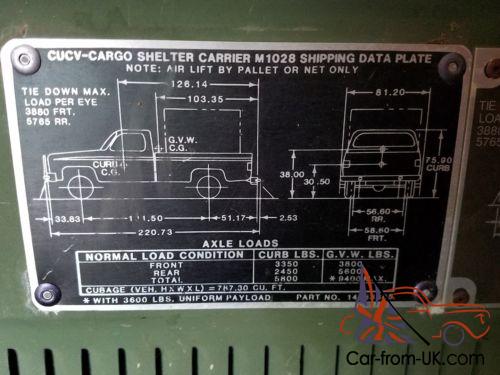 CUCV-CARGO SHELTER CARRIER M1028 SHIPPING DATA PLATE
NOTE: AIR LIFT BY PALLET OR NET ONLY
TIE DOWN MAX.
LOAD PER EYE
3880 FRT.
5765 RR.
126.14
103.35
81.20
CURB
C.G.
G.V.W.
C.G.
38.00
30.50
75.90
CURB
33.83
51.17
2.53
220.73
56.60
RR.
58.60
FRT.
AXLE LOADS
NORMAL LOAD CONDITION CURB LBS. G.V.W. LBS.
FRONT 3350 3800
REAR 2450 5600
TOTAL 5800 *9400 MAX.
CUBAGE (VEH. HXWXL) = 767.30 CU. FT.
*WITH 3600 LBS. UNIFORM PAYLOAD PART NO.
TIE
LOAD
3880
5765
Car-from-UK.com